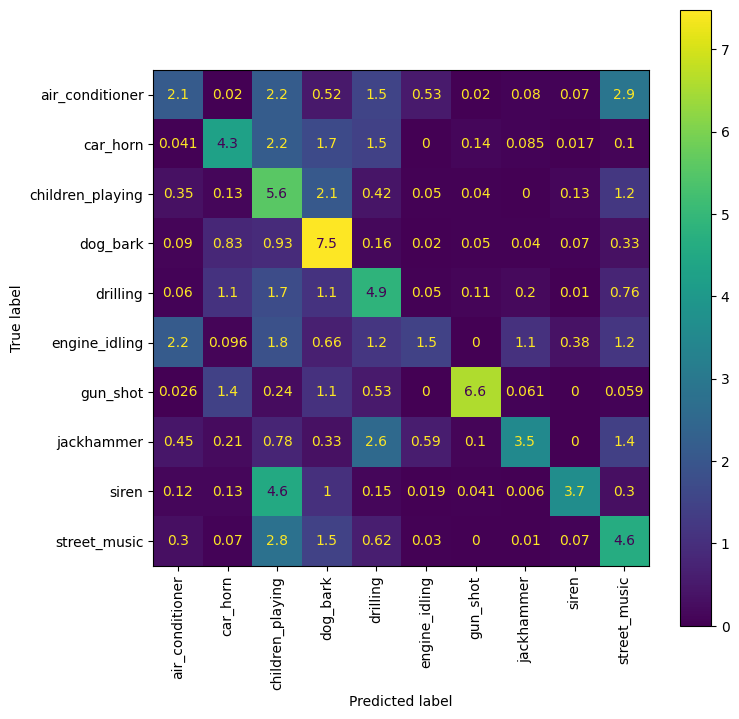 air_conditioner 2.1 0.02 2.2 0.52 1.5 0.53 0.02 0.08 0.07 2.9
car_horn 0.041 4.3 2.2 1.7 1.5 0 0.14 0.085 0.017 0.1
children_playing 0.35 0.13 5.6 2.1 0.42 0.05 0.04 0 0.13 1.2
dog_bark 0.09 0.83 0.93 7.5 0.16 0.02 0.05 0.04 0.07 0.33
drilling 0.06 1.1 1.7 1.1 4.9 0.05 0.11 0.2 0.01 0.76
engine_idling 2.2 0.096 1.8 0.66 1.2 1.5 0 1.1 0.38 1.2
gun_shot 0.026 1.4 0.24 1.1 0.53 0 6.6 0.061 0 0.059
jackhammer 0.45 0.21 0.78 0.33 2.6 0.59 0.1 3.5 0 1.4
siren 0.12 0.13 4.6 1 0.15 0.019 0.041 0.006 3.7 0.3
street_music 0.3 0.07 2.8 1.5 0.62 0.03 0 0.01 0.07 4.6
True label
air_conditioner
car_horn
children_playing
dog_bark
drilling
engine_idling
gun_shot
jackhammer
siren
street_music
Predicted label
7
6
5
4
3
2
1
0